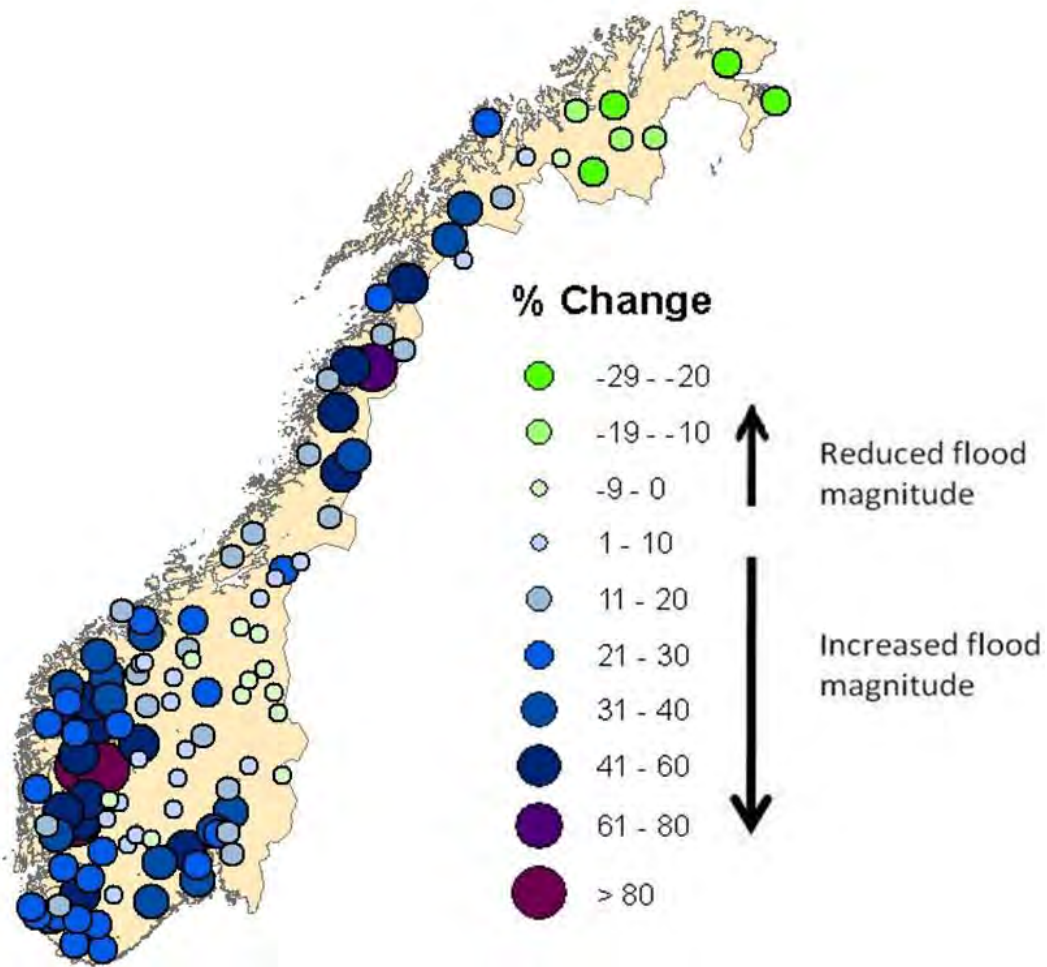 % Change
-29 - -20
-19 - -10
-9 - 0
1 - 10
11 - 20
21 - 30
31 - 40
41 - 60
61 - 80
> 80
Reduced flood
magnitude
Increased flood
magnitude